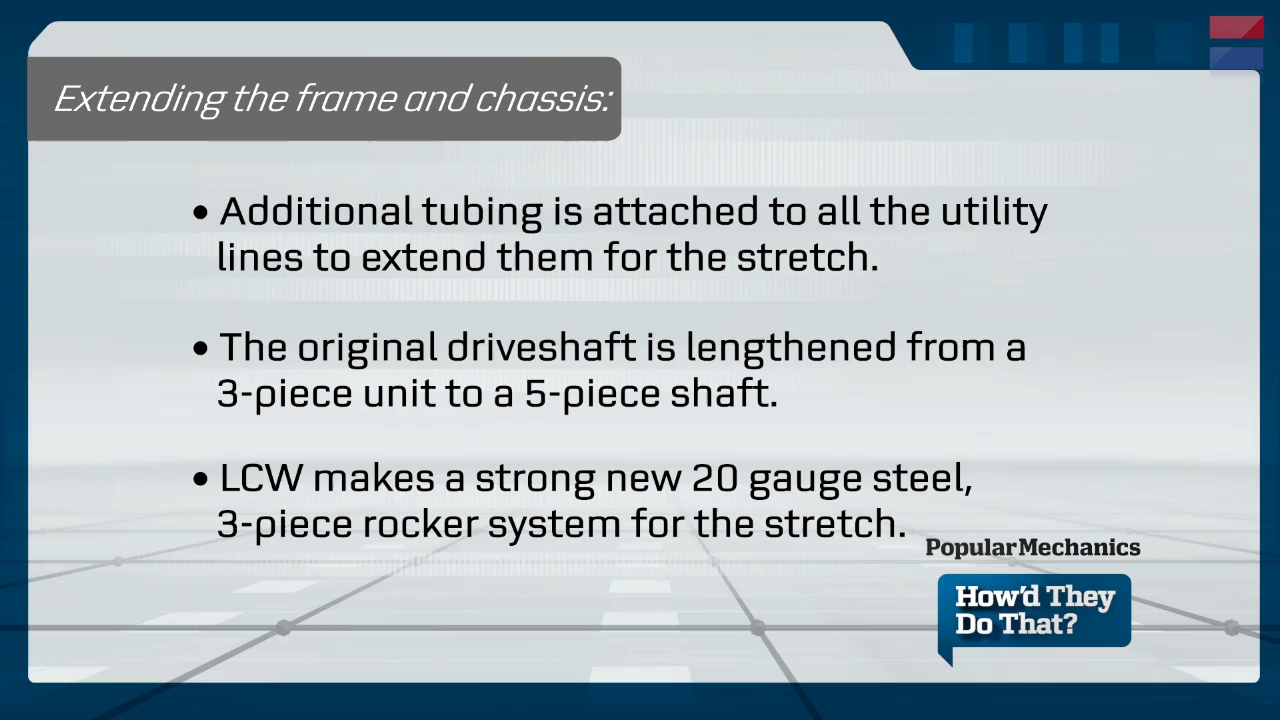 Extending the frame and chassis:
• Additional tubing is attached to all the utility
lines to extend them for the stretch.
• The original driveshaft is lengthened from a
3-piece unit to a 5-piece shaft.
• LCW makes a strong new 20 gauge steel,
3-piece rocker system for the stretch.
PopularMechanics
How'd They
Do That?